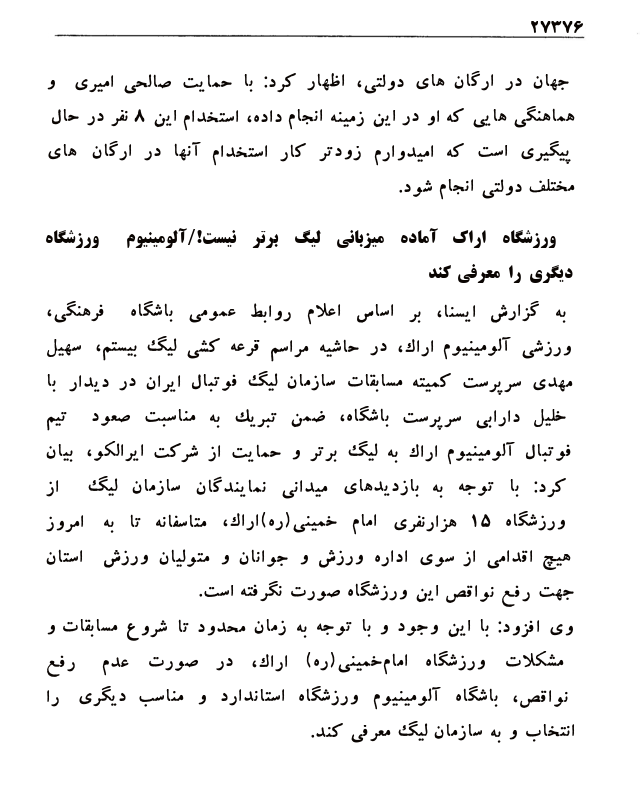 ۲۷۳۷۶
جهان در ارگان های دولتی، اظهار کرد: با حمایت صالحی امیری و
هماهنگی هایی که او در این زمینه انجام داده، استخدام این ۸ نفر در حال
پیگیری است که امیدوارم زودتر کار استخدام آنها در ارگان های
مختلف دولتی انجام شود.
ورزشگاه اراک آماده میزبانی لیگ برتر نیست!/آلومینیوم ورزشگاه
دیگری را معرفی کند
به گزارش ایسنا، بر اساس اعلام روابط عمومی باشگاه فرهنگی،
ورزشی آلومینیوم اراک، در حاشیه مراسم قرعه کشی لیگ بیستم، سهیل
مهدی سرپرست کمیته مسابقات سازمان لیگ فوتبال ایران در دیدار با
خلیل دارابی سرپرست باشگاه، ضمن تبریک به مناسبت صعود تیم
فوتبال آلومینیوم اراک به لیگ برتر و حمایت از شرکت ایرالکو، بیان
کرد: با توجه به بازدیدهای میدانی نمایندگان سازمان لیگ از
ورزشگاه ۱۵ هزارنفری امام خمینی(ره)اراک، متاسفانه تا به امروز
هیچ اقدامی از سوی اداره ورزش و جوانان و متولیان ورزش استان
جهت رفع نواقص این ورزشگاه صورت نگرفته است.
وی افزود: با این وجود و با توجه به زمان محدود تا شروع مسابقات و
مشکلات ورزشگاه امام‌خمینی(ره) اراک، در صورت عدم رفع
نواقص، باشگاه آلومینیوم ورزشگاه استاندارد و مناسب دیگری را
انتخاب و به سازمان لیگ معرفی کند.